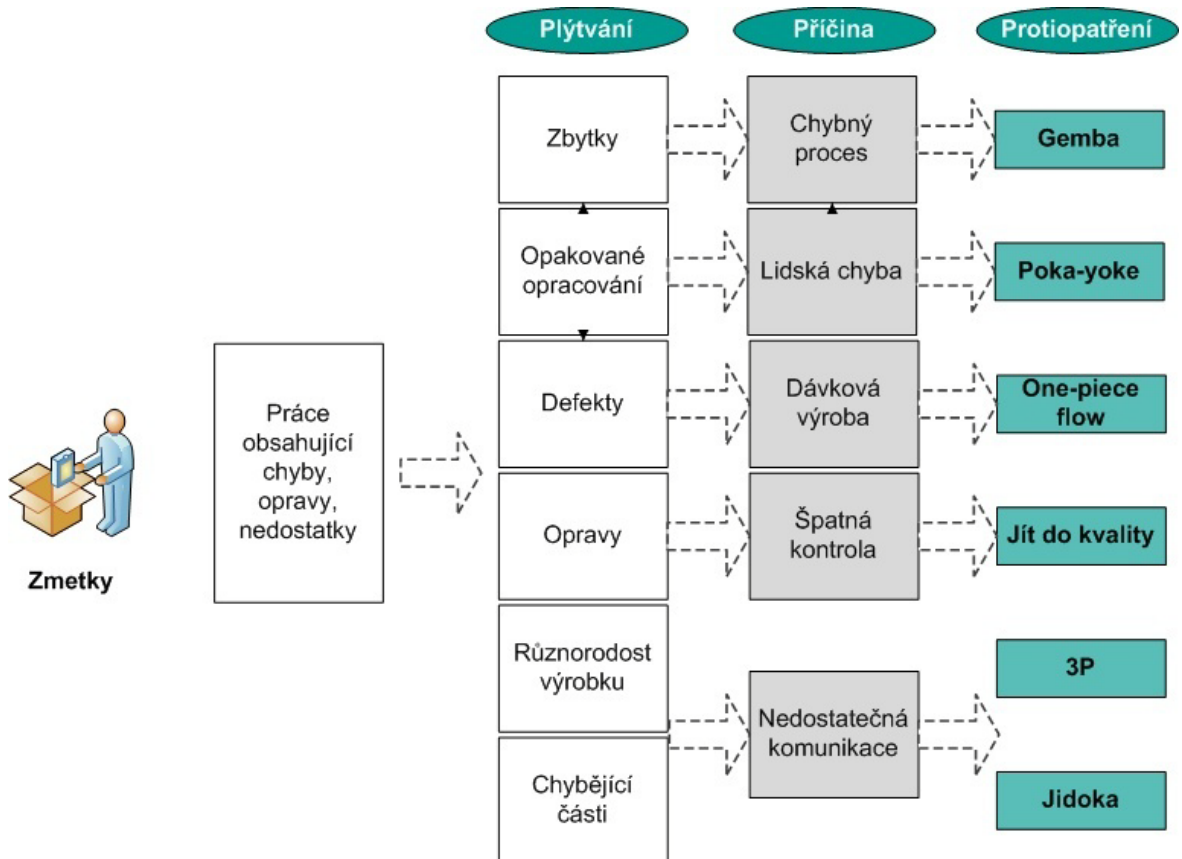 Plýtvání
Příčina
Protiopatření
Zbytky
Chybný
proces
Gemba
Opakované
opracování
Lidská chyba
Poka-yoke
Práce
obsahující
chyby,
opravy,
nedostatky
Zmetky
Defekty
Dávková
výroba
One-piece
flow
Opravy
Špatná
kontrola
Jít do kvality
Různorodost
výrobku
Chybějící
části
Nedostatečná
komunikace
3P
Jidoka